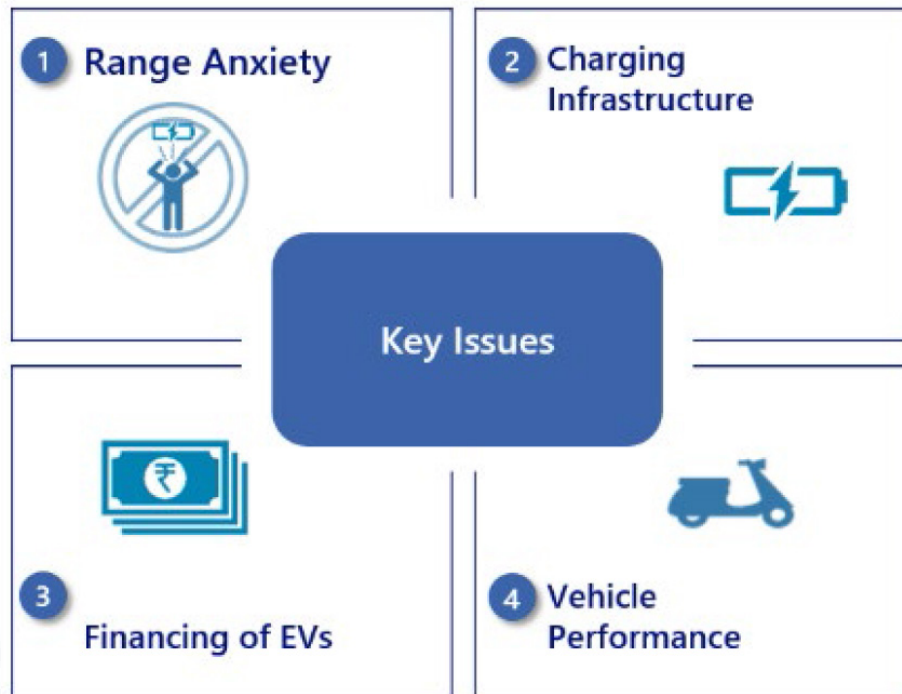 1 Range Anxiety
2 Charging
Infrastructure
Key Issues
₹
3
Financing of EVs
4 Vehicle
Performance